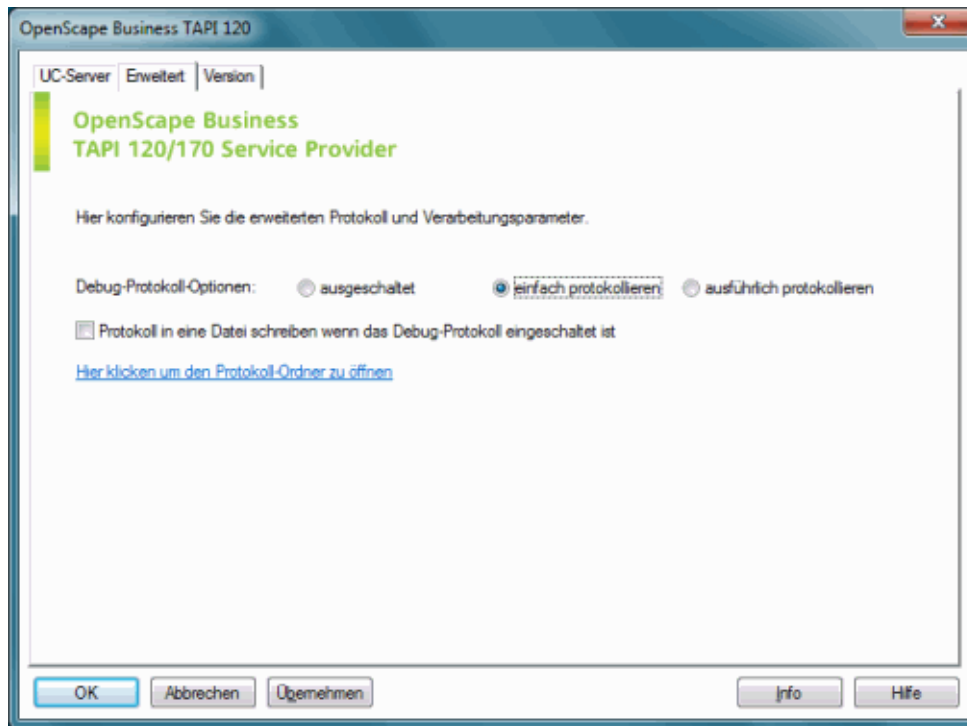 OpenScape Business TAPI 120
UC-Server Erweitert Version
OpenScape Business
TAPI 120/170 Service Provider
Hier konfigurieren Sie die erweiterten Protokoll und Verarbeitungsparameter.
Debug-Protokoll-Optionen: ausgeschaltet einfach protokollieren ausführlich protokollieren
Protokoll in eine Datei schreiben wenn das Debug-Protokoll eingeschaltet ist
Hier klicken um den Protokoll-Ordner zu öffnen
OK Abbrechen Übernehmen Info Hilfe